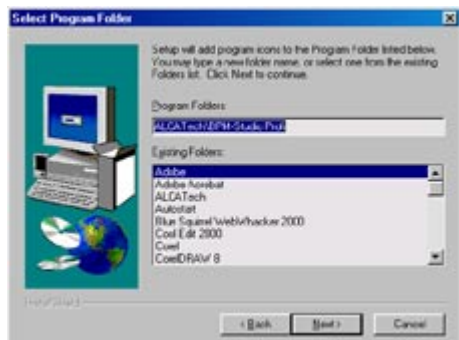 Select Program Folder
Setup will add program icons to the Program Folder listed below.
You may type a new folder name, or select one from the existing
Folders list. Click Next to continue.
Program Folders:
ALCATech\BPM-Studio Profi
Existing Folders:
Adobe
Adobe Acrobat
ALCATech
Autostart
Blue Squirrel WebWhacker 2000
Cool Edit 2000
Corel
CorelDRAW 8
InstallShield
< Back
Next >
Cancel